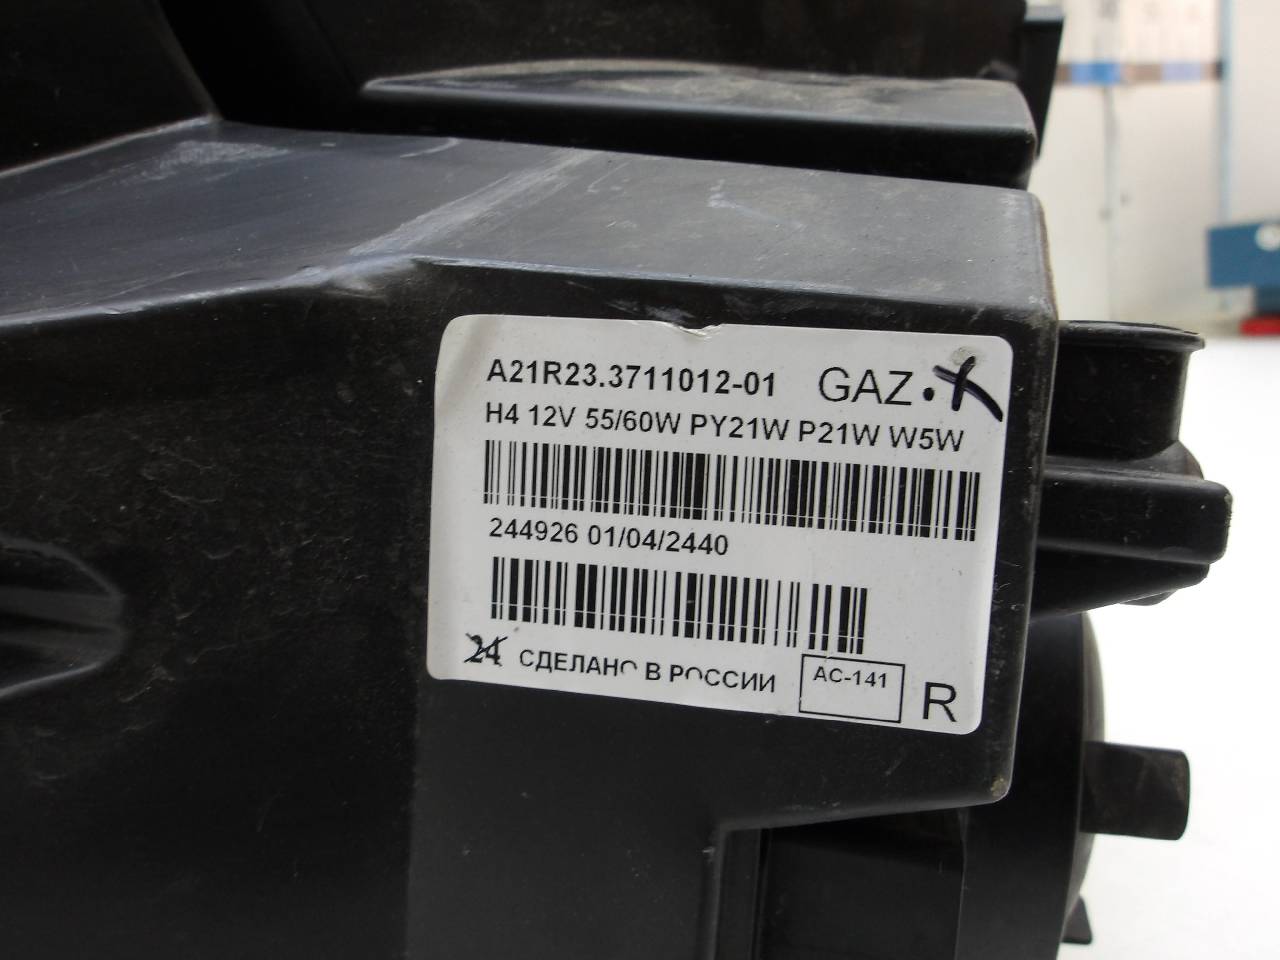 A21R23.3711012-01 GAZ.
H4 12V 55/60W PY21W P21W W5W
244926 01/04/2440
24 СДЕЛАНО В РОССИИ AC-141 R